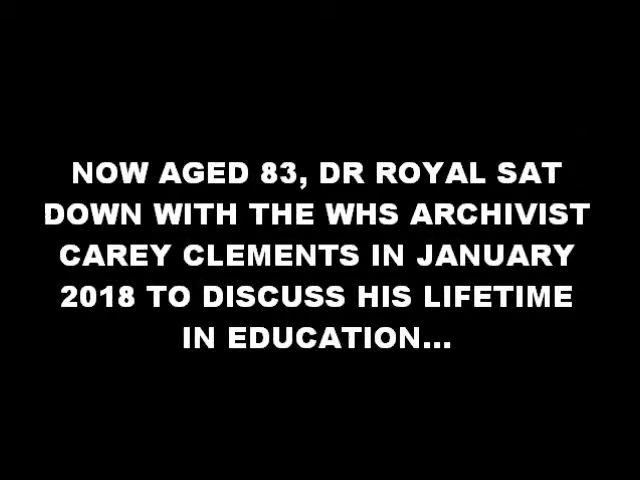 NOW AGED 83, DR ROYAL SAT
DOWN WITH THE WHS ARCHIVIST
CAREY CLEMENTS IN JANUARY
2018 TO DISCUSS HIS LIFETIME
IN EDUCATION...